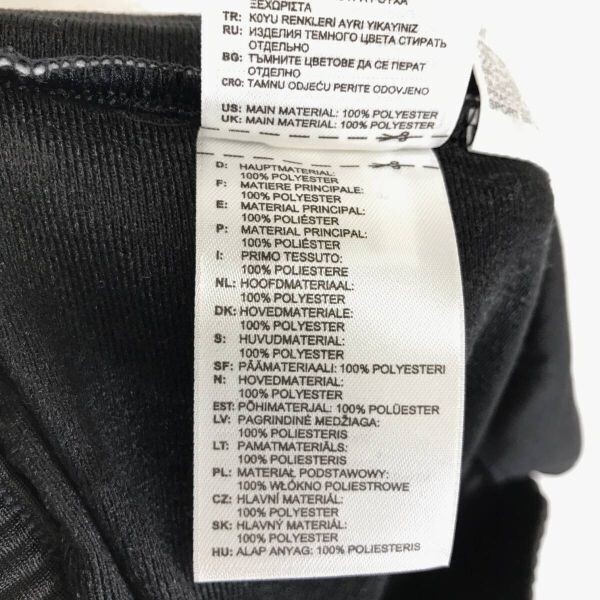 ΞΕΧΩΡΙΣΤΑ
TR: KOYU RENKLERİ AYRI YIKAYINIZ
RU: ИЗДЕЛИЯ ТЕМНОГО ЦВЕТА СТИРАТЬ
ОТДЕЛЬНО
BG: ТЪМНИТЕ ЦВЕТОВЕ ДА СЕ ПЕРАТ
ОТДЕЛНО
CRO: TAMNU ODJEĆU PERITE ODOVJENO
US: MAIN MATERIAL: 100% POLYESTER
UK: MAIN MATERIAL: 100% POLYESTER
D: HAUPTMATERIAL:
100% POLYESTER
F: MATIERE PRINCIPALE:
100% POLYESTER
E: MATERIAL PRINCIPAL:
100% POLIÉSTER
P: MATERIAL PRINCIPAL:
100% POLIÉSTER
I: PRIMO TESSUTO:
100% POLIESTERE
NL: HOOFDMATERIAAL:
100% POLYESTER
DK: HOVEDMATERIALE:
100% POLYESTER
S: HUVUDMATERIAL:
100% POLYESTER
SF: PÄÄMATERIAALI: 100% POLYESTERI
N: HOVEDMATERIAL:
100% POLYESTER
EST: PÕHIMATERJAL: 100% POLÜESTER
LV: PAGRINDINĖ MEDŽIAGA:
100% POLIESTERIS
LT: PAMATMATERIĀLS:
100% POLIESTERIS
PL: MATERIAŁ PODSTAWOWY:
100% WŁÓKNO POLIESTROWE
CZ: HLAVNÍ MATERIÁL:
100% POLYESTER
SK: HLAVNÝ MATERIÁL:
100% POLYESTER
HU: ALAP ANYAG: 100% POLIESTERIS